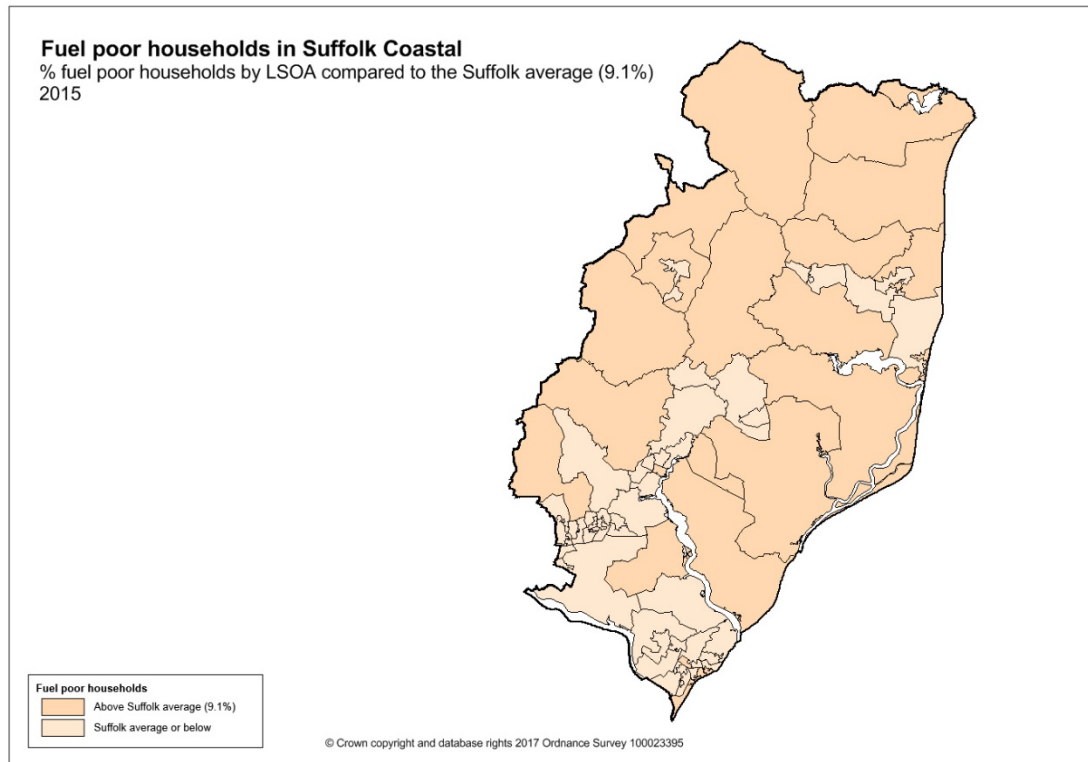 Fuel poor households in Suffolk Coastal
% fuel poor households by LSOA compared to the Suffolk average (9.1%)
2015
Fuel poor households
Above Suffolk average (9.1%)
Suffolk average or below
© Crown copyright and database rights 2017 Ordnance Survey 100023395